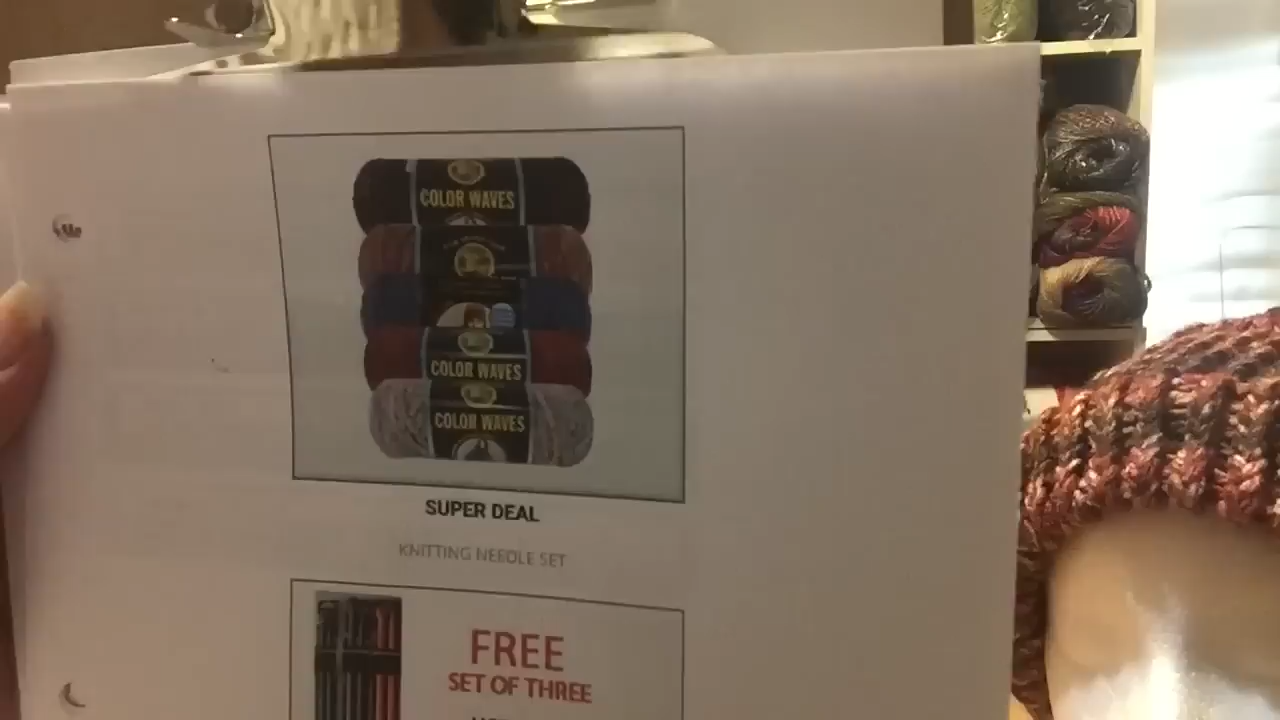 COLOR WAVES
COLOR WAVES
COLOR WAVES
SUPER DEAL
KNITTING NEEDLE SET
FREE
SET OF THREE